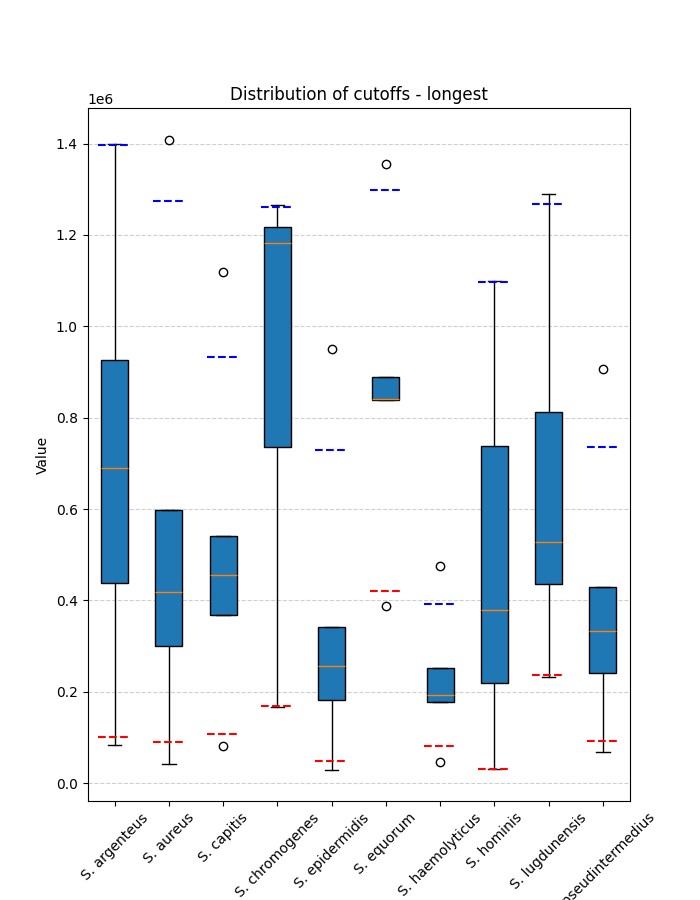 Distribution of cutoffs - longest
1e6
1.4
1.2
1.0
0.8
0.6
0.4
0.2
0.0
Value
S. argenteus
S. aureus
S. capitis
S. chromogenes
S. epidermidis
S. equorum
S. haemolyticus
S. hominis
S. lugdunensis
pseudintermedius